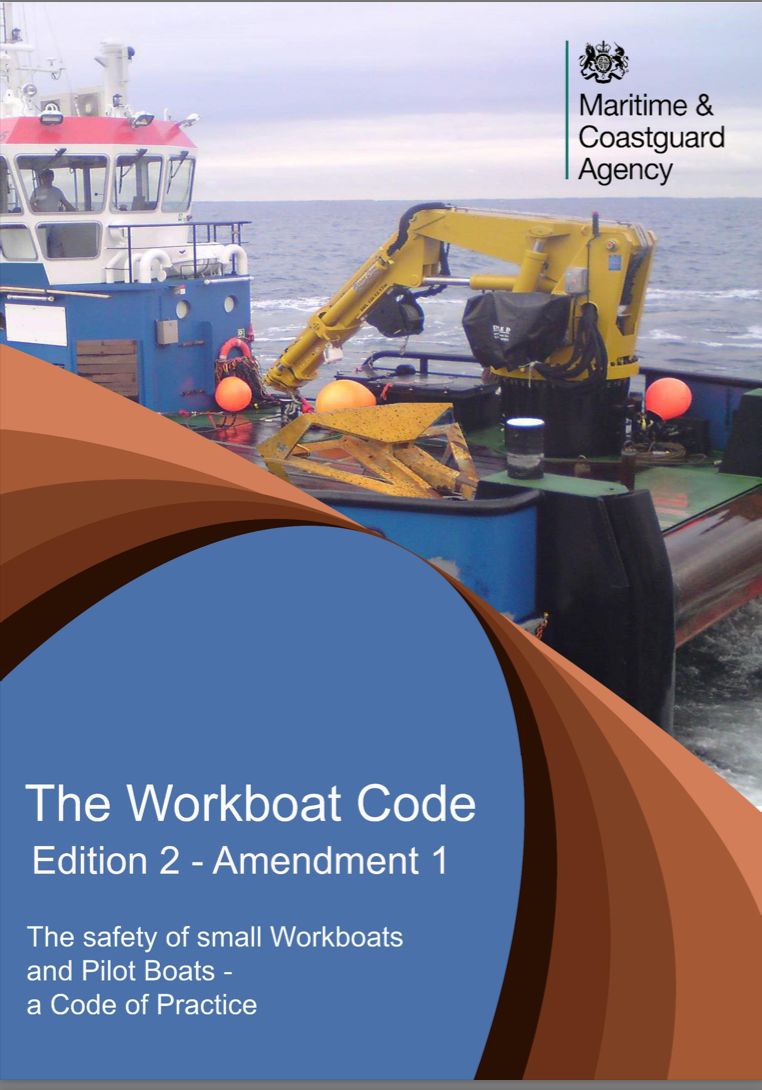 Maritime &
Coastguard
Agency
The Workboat Code
Edition 2 - Amendment 1
The safety of small Workboats
and Pilot Boats -
a Code of Practice